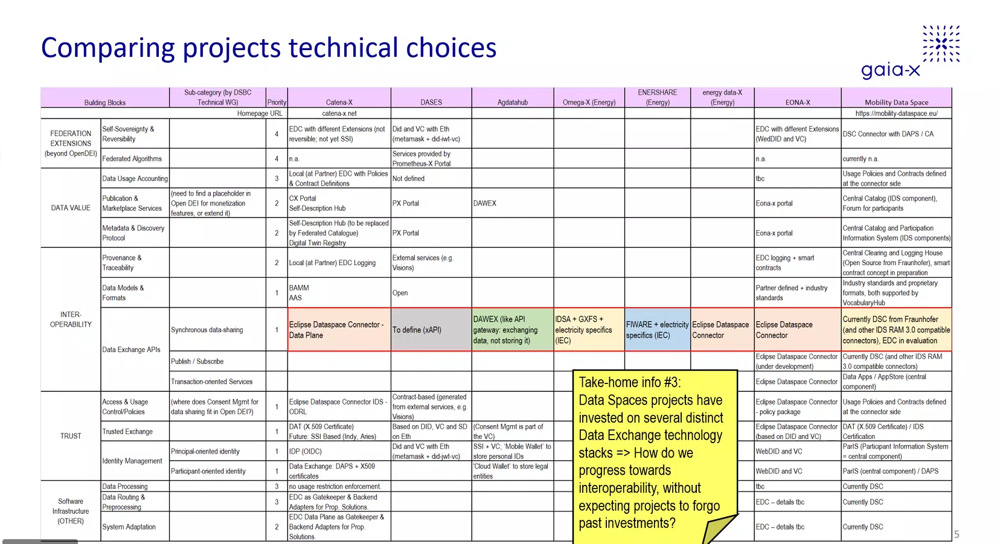 Comparing projects technical choices
gaia-x
Building Blocks
Sub-category (by DSBC
Technical WG)
Priority
Catena-X
DASES
Agdatahub
Omega-X (Energy)
ENERSHARE
(Energy)
energy data-X
(Energy)
EONA-X
Mobility Data Space
Homepage URL :
catena-x.net
https://mobility-dataspace.eu/
FEDERATION
EXTENSIONS
(beyond OpenDEI)
Self-Sovereignty &
Reversibility
4
EDC with different Extensions (not
reversible; not yet SSI)
Did and VC with Eth
(metamask + did-iwt-vc)
EDC with different Extensions
(WedDID and VC)
DSC Connector with DAPS / CA
Federated Algorithms
4
n.a.
Services provided by
Prometheus-X Portal
n.a.
currently n.a.
DATA VALUE
Data Usage Accounting
3
Local (at Partner) EDC with Policies
& Contract Definitions
Not defined
tbc
Usage Policies and Contracts defined
at the connector side
Publication &
Marketplace Services
(need to find a placeholder in
Open DEI for monetization
features, or extend it)
2
CX Portal
Self-Description Hub
PX Portal
DAWEX
Eona-x portal
Central Catalog (IDS component),
Forum for participants
Metadata & Discovery
Protocol
2
Self-Description Hub (to be replaced
by Federated Catalogue)
Digital Twin Registry
PX Portal
Eona-x portal
Central Catalog and Participation
Information System (IDS components)
INTER-
OPERABILITY
Provenance &
Traceability
2
Local (at Partner) EDC Logging
External services (e.g.
Visions)
EDC logging + smart
contracts
Central Clearing and Logging House
(Open Source from Fraunhofer), smart
contract concept in preparation
Data Models &
Formats
1
BAMM
AAS
Open
Partner defined + industry
standards
Industry standards and proprietary
formats, both supported by
VocabularyHub
Data Exchange APIs
Synchronous data-sharing
1
Eclipse Dataspace Connector -
Data Plane
To define (xAPI)
DAWEX (like API
gateway: exchanging
data, not storing it)
IDSA + GXFS +
electricity specifics
(IEC)
FIWARE + electricity
specifics (IEC)
Eclipse Dataspace
Connector
Eclipse Dataspace
Connector
Currently DSC from Fraunhofer
(and other IDS RAM 3.0 compatible
connectors), EDC in evaluation
Publish / Subscribe
Eclipse Dataspace Connector
(under development)
Currently DSC (and other IDS RAM
3.0 compatible connectors)
Transaction-oriented Services
Eclipse Dataspace Connector
Data Apps / AppStore (central
component)
TRUST
Access & Usage
Control/Policies
(where does Consent Mgmt for
data sharing fit in Open DEI?)
1
Eclipse Dataspace Connector IDS -
ODRL
Contract-based (generated
from external services, e.g.
Visions)
Eclipse Dataspace Connector
- policy package
Usage Policies and Contracts defined
at the connector side
Trusted Exchange
1
DAT (X.509 Certificate)
Future: SSI Based (Indy, Aries)
Based on DID, VC and SD
on Eth
(Consent Mgmt is part of
the VC)
Eclipse Dataspace Connector
(based on DID and VC)
DAT (X.509 Certificate) / IDS
Certification
Identity Management
Principal-oriented identity
1
IDP (OIDC)
Did and VC with Eth
(metamask + did-jwt-vc)
SSI + VC; 'Mobile Wallet' to
store personal IDs
WebDID and VC
ParIS (Participant Information System
= central component)
Participant-oriented identity
1
Data Exchange: DAPS + X509
certificates
'Cloud Wallet' to store legal
entities
WebDID and VC
ParIS (central component) / DAPS
Software
Infrastructure
(OTHER)
Data Processing
3
no usage restriction enforcement.
tbc
Currently DSC
Data Routing &
Preprocessing
3
EDC as Gatekeeper & Backend
Adapters for Prop. Solutions.
EDC – details tbc
Currently DSC
System Adaptation
2
EDC Data Plane as Gatekeeper &
Backend Adapters for Prop.
Solutions.
EDC – details tbc
Currently DSC
Take-home info #3:
Data Spaces projects have
invested on several distinct
Data Exchange technology
stacks => How do we
progress towards
interoperability, without
expecting projects to forgo
past investments?
5